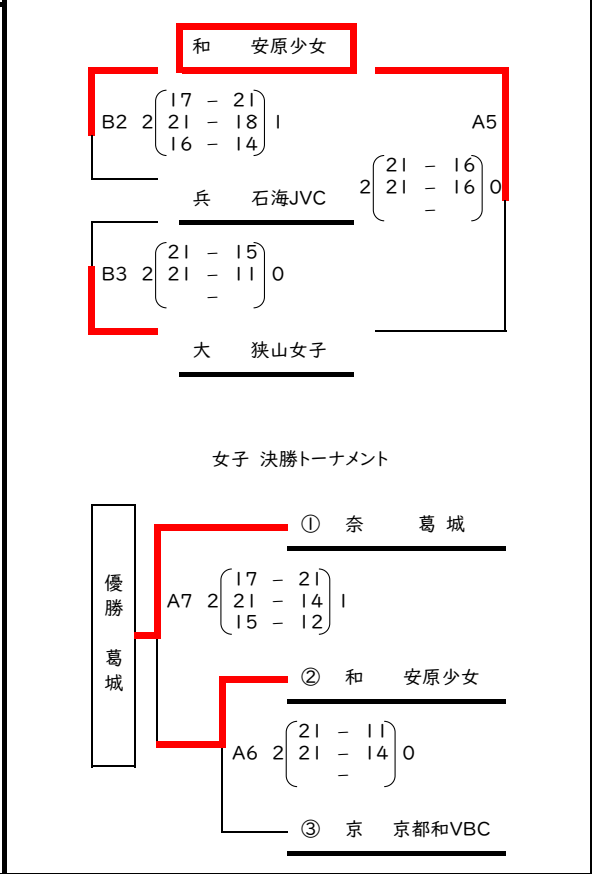 和 安原少女
B2 2 17 - 21 1
21 - 18
16 - 14
A5
2 21 - 16 0
21 - 16
-
兵 石海JVC
B3 2 21 - 15 0
21 - 11
-
大 狭山女子
女子 決勝トーナメント
優勝 葛城
① 奈 葛城
A7 2 17 - 21 1
21 - 14
15 - 12
② 和 安原少女
A6 2 21 - 11 0
21 - 14
-
③ 京 京都和VBC